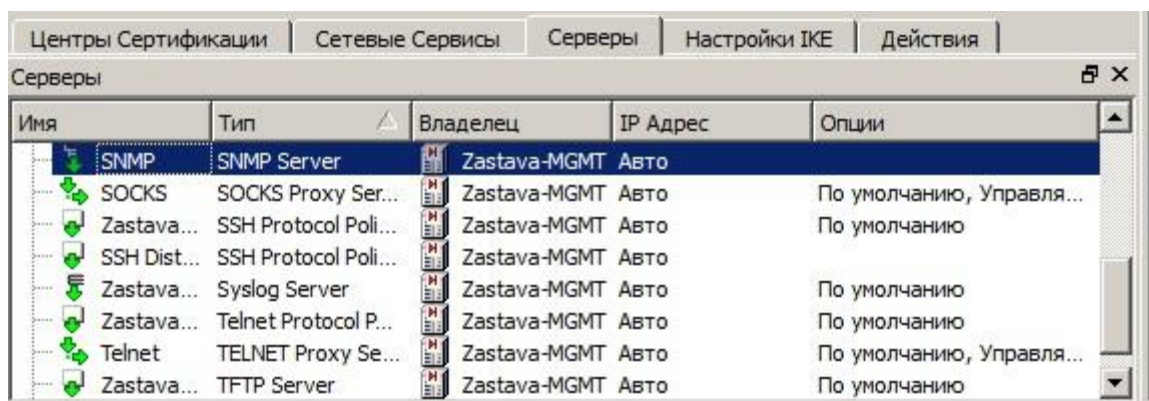 Центры Сертификации Сетевые Сервисы Серверы Настройки IKE Действия
Серверы
Имя Тип Владелец IP Адрес Опции
SNMP SNMP Server Zastava-MGMT Авто
SOCKS SOCKS Proxy Ser... Zastava-MGMT Авто По умолчанию, Управля...
Zastava... SSH Protocol Poli... Zastava-MGMT Авто По умолчанию
SSH Dist... SSH Protocol Poli... Zastava-MGMT Авто
Zastava... Syslog Server Zastava-MGMT Авто По умолчанию
Zastava... Telnet Protocol P... Zastava-MGMT Авто По умолчанию
Telnet TELNET Proxy Se... Zastava-MGMT Авто По умолчанию, Управля...
Zastava... TFTP Server Zastava-MGMT Авто По умолчанию